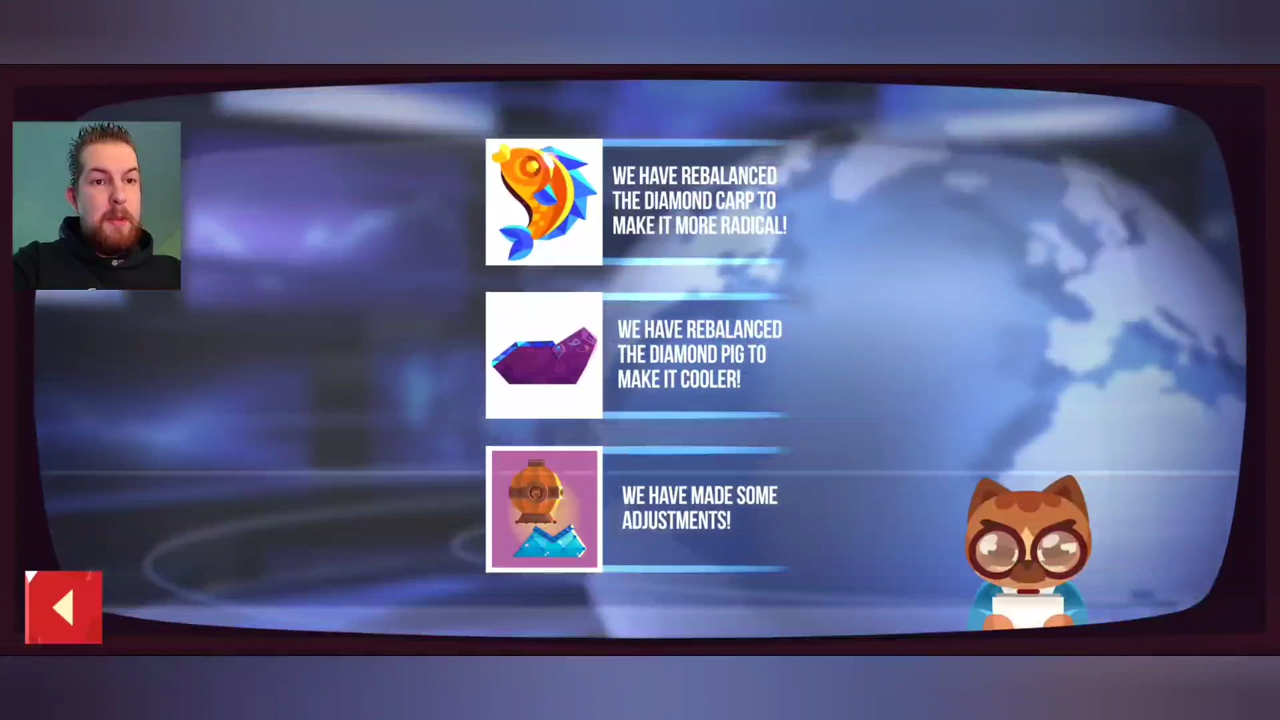 WE HAVE REBALANCED
THE DIAMOND CARP TO
MAKE IT MORE RADICAL!
WE HAVE REBALANCED
THE DIAMOND PIG TO
MAKE IT COOLER!
WE HAVE MADE SOME
ADJUSTMENTS!